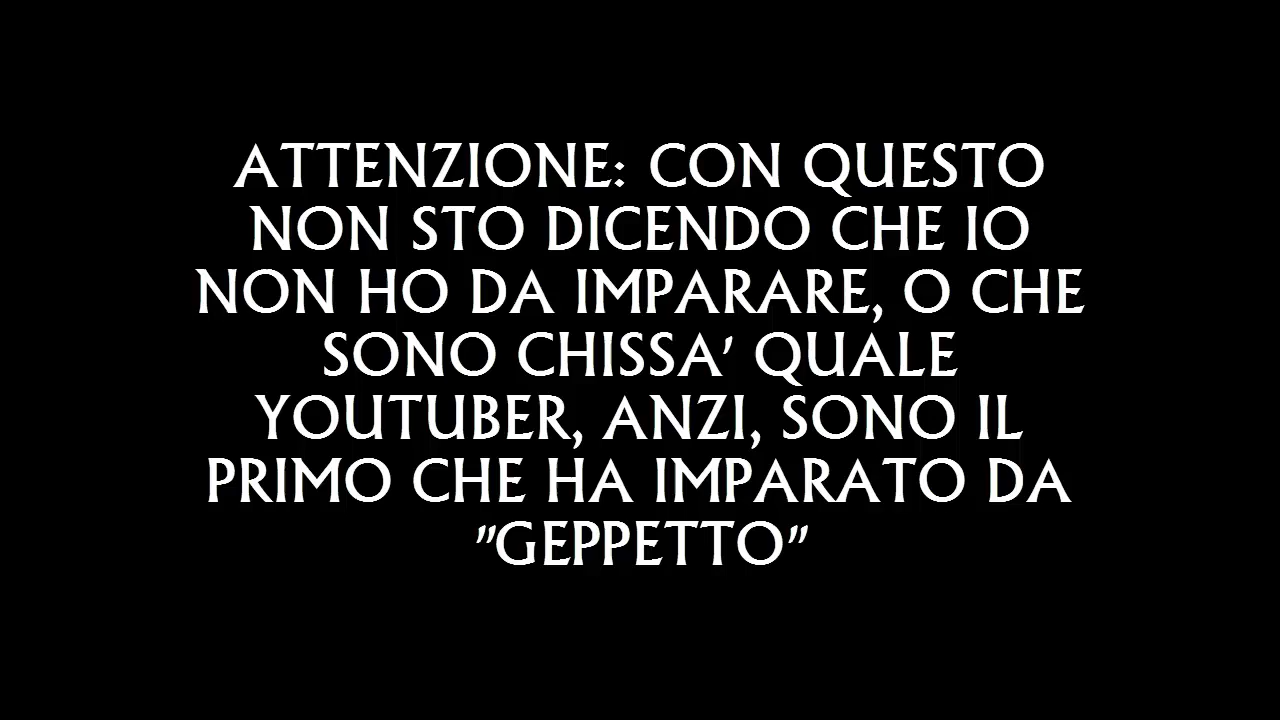 ATTENZIONE: CON QUESTO
NON STO DICENDO CHE IO
NON HO DA IMPARARE, O CHE
SONO CHISSA' QUALE
YOUTUBER, ANZI, SONO IL
PRIMO CHE HA IMPARATO DA
"GEPPETTO"